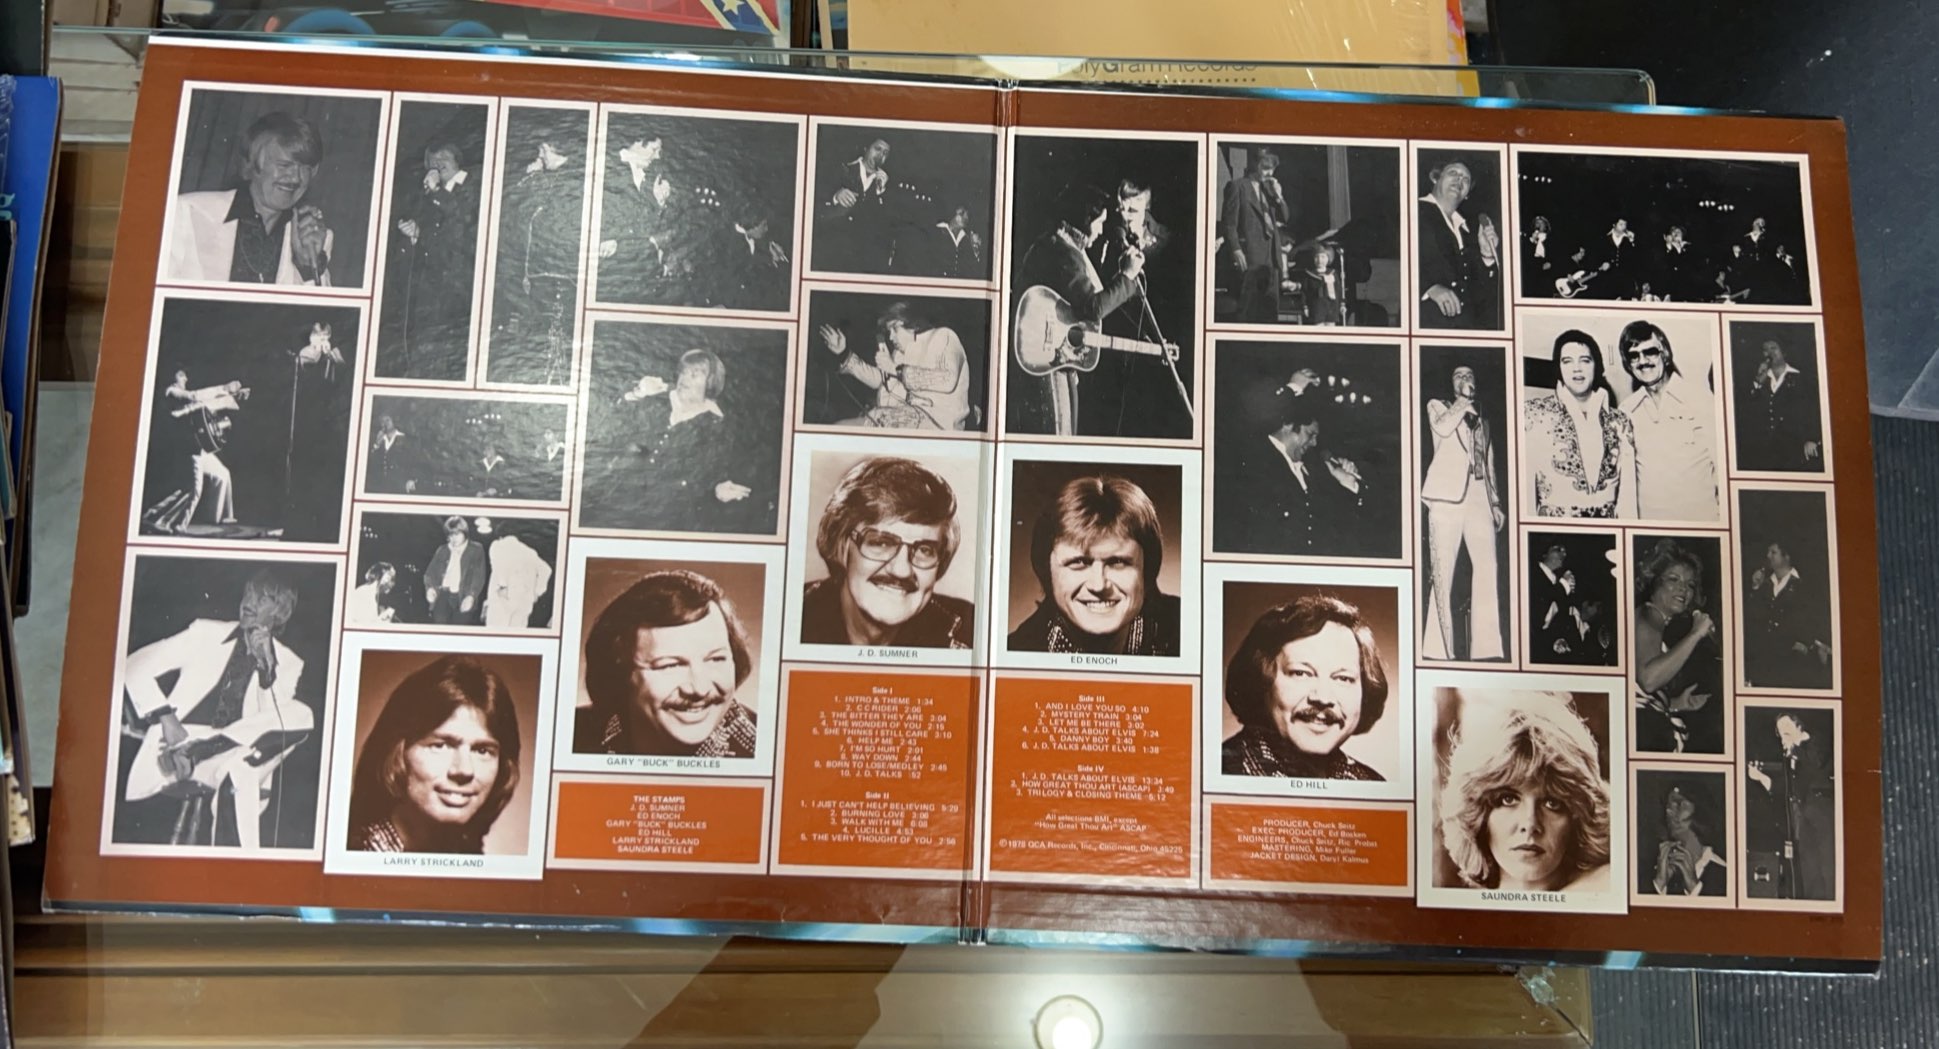 PolyGram Records
J. D. SUMNER
ED ENOCH
GARY "BUCK" BUCKLES
ED HILL
LARRY STRICKLAND
SAUNDRA STEELE
THE STAMPS
J. D. SUMNER
ED ENOCH
GARY "BUCK" BUCKLES
ED HILL
LARRY STRICKLAND
SAUNDRA STEELE
Side I
1. INTRO & THEME 1:34
2. C C RIDER 2:06
3. THE BITTER THEY ARE 3:04
4. THE WONDER OF YOU 2:15
5. SHE THINKS I STILL CARE 3:10
6. HELP ME 2:43
7. I'M SO HURT 2:01
8. WAY DOWN 2:44
9. BORN TO LOSE/MEDLEY 2:45
10. J. D. TALKS :52
Side II
1. I JUST CAN'T HELP BELIEVING 5:29
2. BURNING LOVE 3:06
3. WALK WITH ME 6:08
4. LUCILLE 4:53
5. THE VERY THOUGHT OF YOU 2:56
Side III
1. AND I LOVE YOU SO 4:10
2. MYSTERY TRAIN 3:04
3. LET ME BE THERE 3:02
4. J. D. TALKS ABOUT ELVIS 7:24
5. DANNY BOY 3:40
6. J. D. TALKS ABOUT ELVIS 1:38
Side IV
1. J. D. TALKS ABOUT ELVIS 13:34
2. HOW GREAT THOU ART (ASCAP) 3:49
3. TRILOGY & CLOSING THEME 5:12
All selections BMI, except
"How Great Thou Art" ASCAP
©1978 QCA Records, Inc., Cincinnati, Ohio 45225
PRODUCER, Chuck Seitz
EXEC. PRODUCER, Ed Bosken
ENGINEERS, Chuck Seitz, Ric Probst
MASTERING, Mike Fuller
JACKET DESIGN, Daryl Kalmus